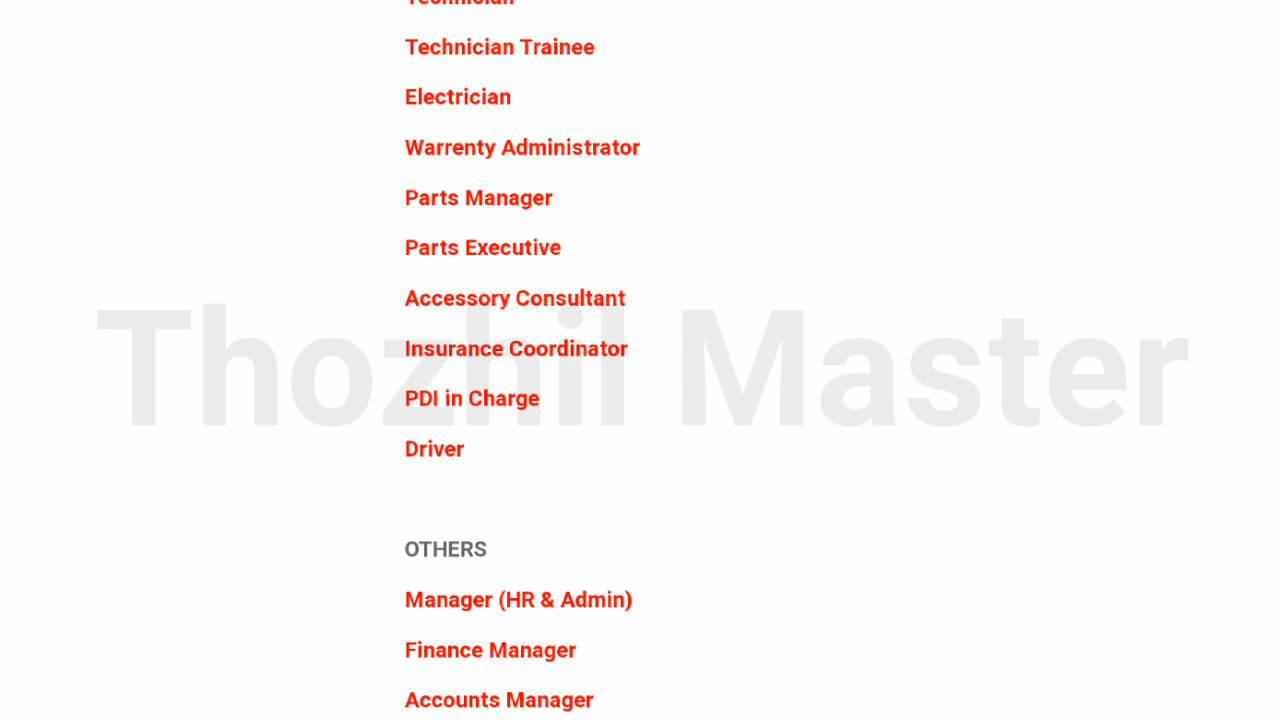 Technician
Technician Trainee
Electrician
Warrenty Administrator
Parts Manager
Parts Executive
Accessory Consultant
Thozhil Master
Insurance Coordinator
PDI in Charge
Driver
OTHERS
Manager (HR & Admin)
Finance Manager
Accounts Manager